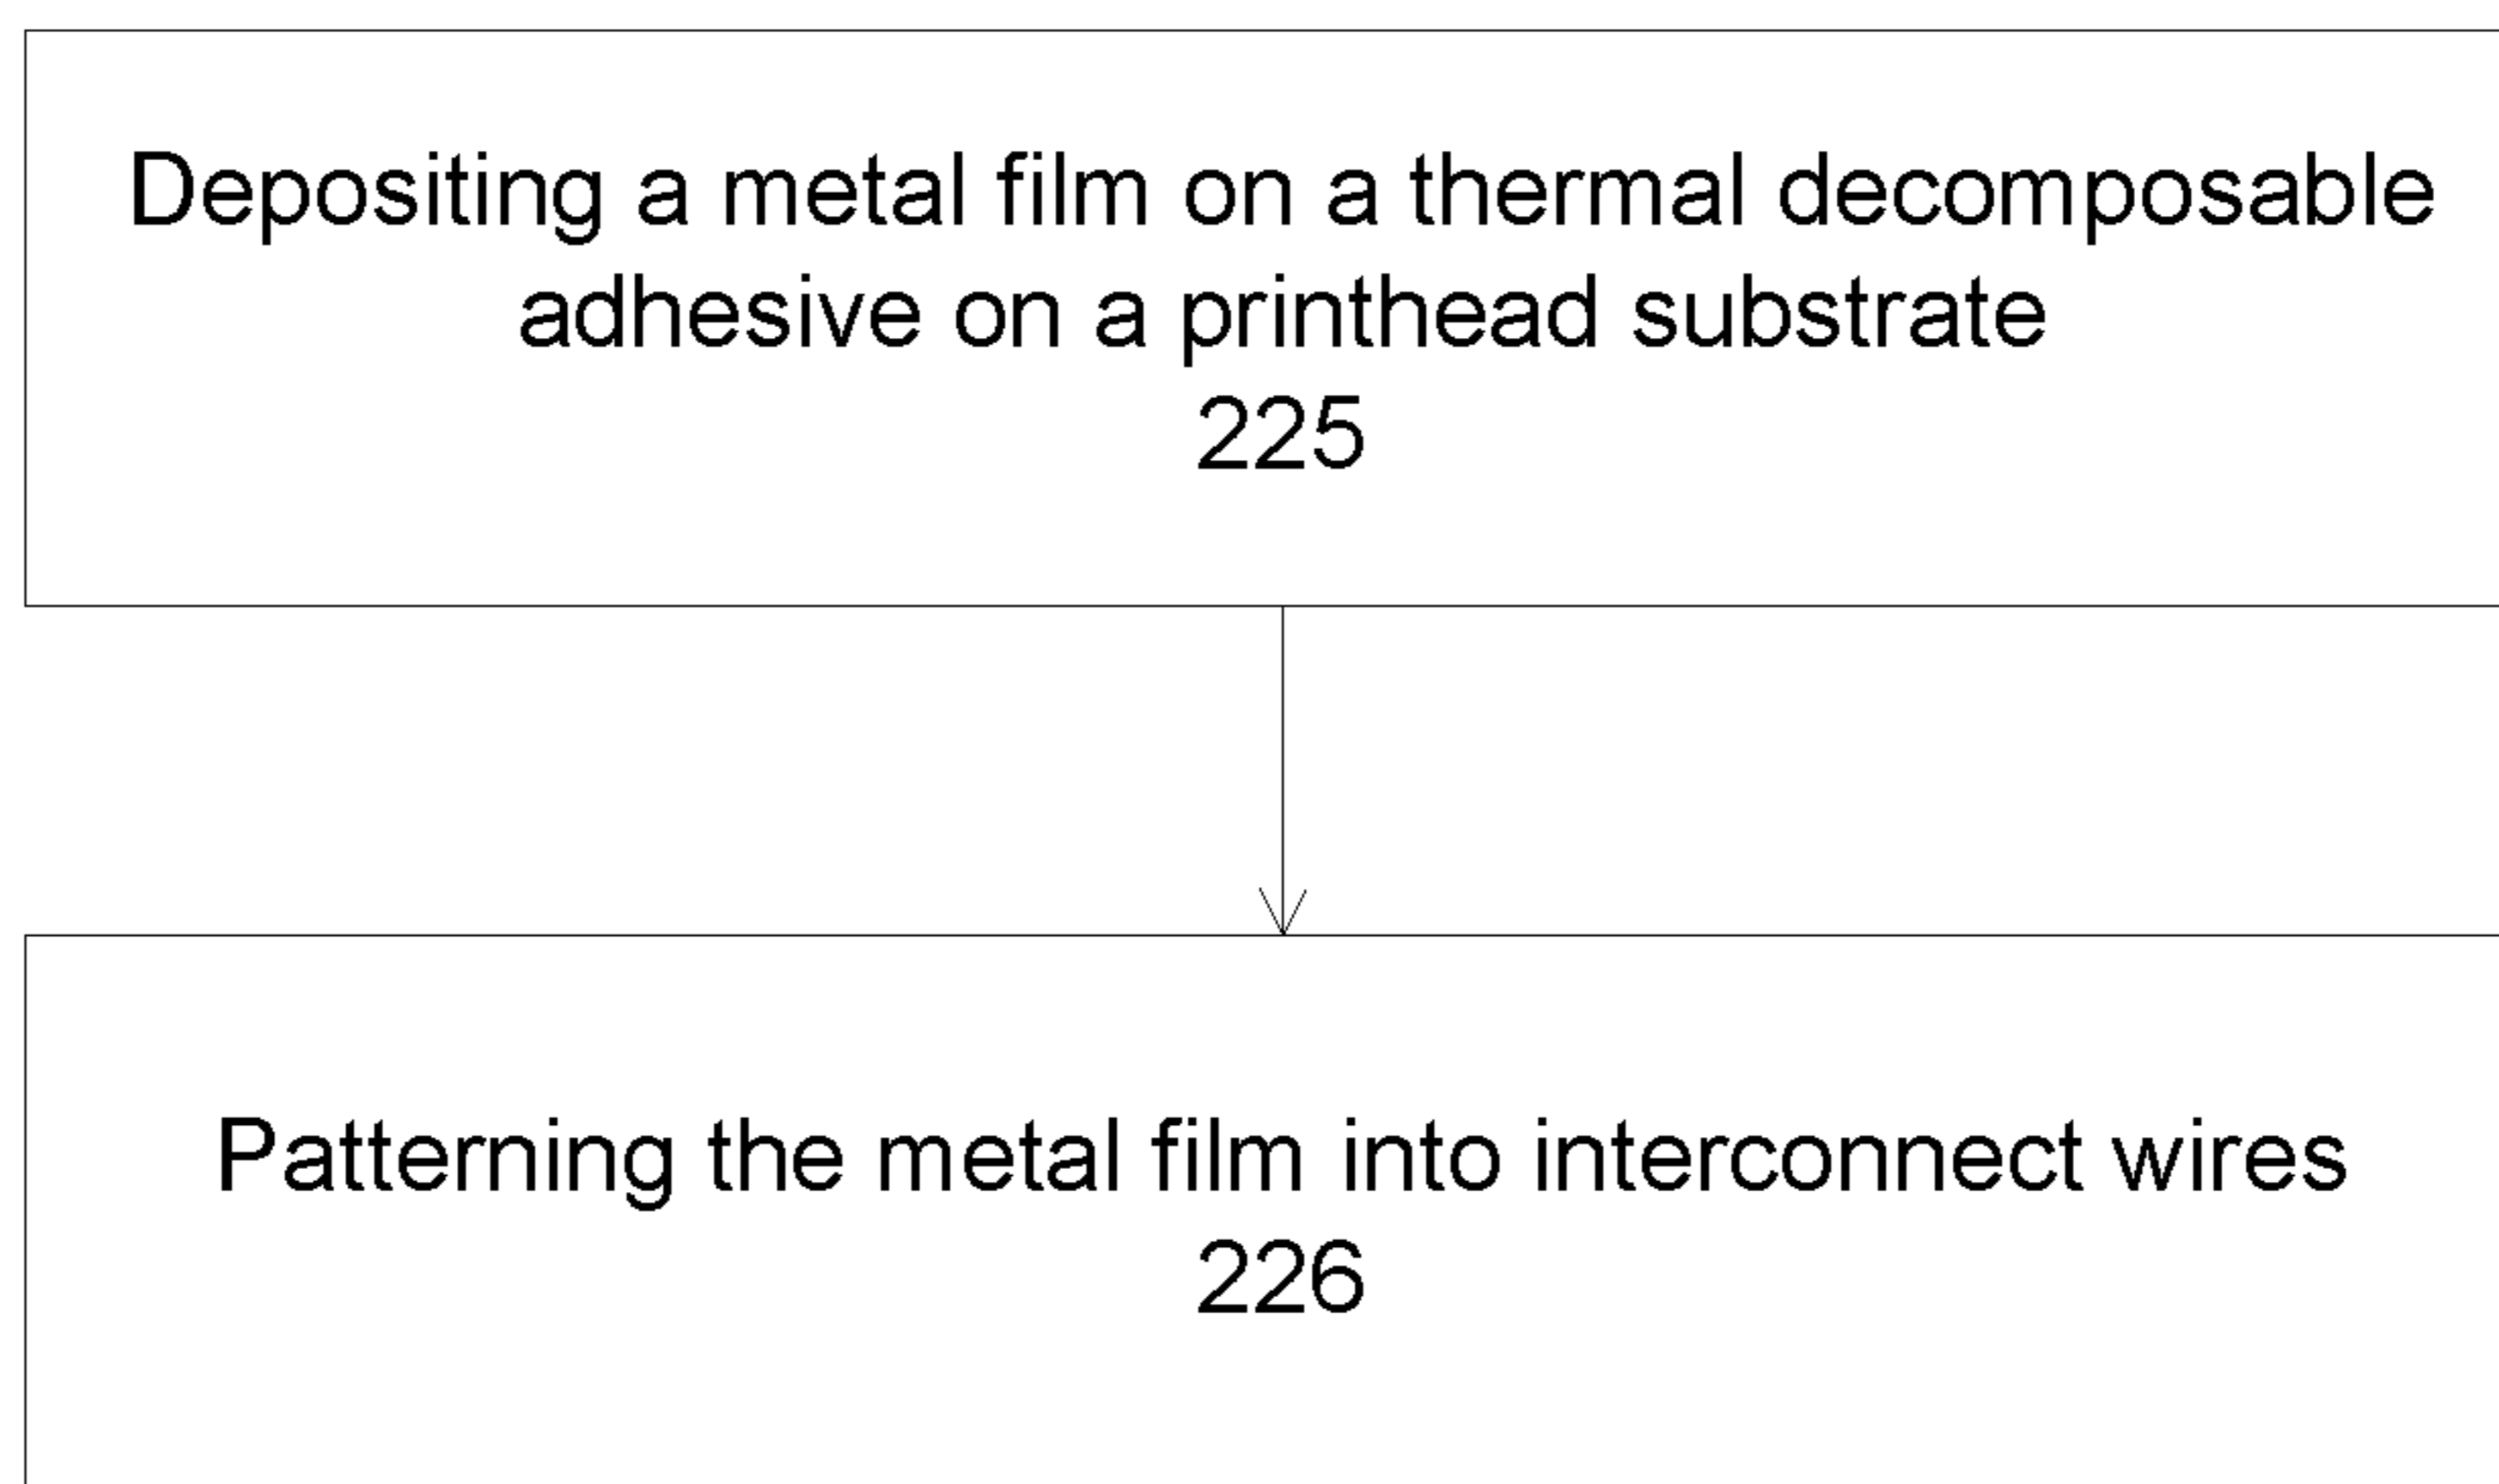 Depositing a metal film on a thermal decomposable
adhesive on a printhead substrate
225
Patterning the metal film into interconnect wires
226